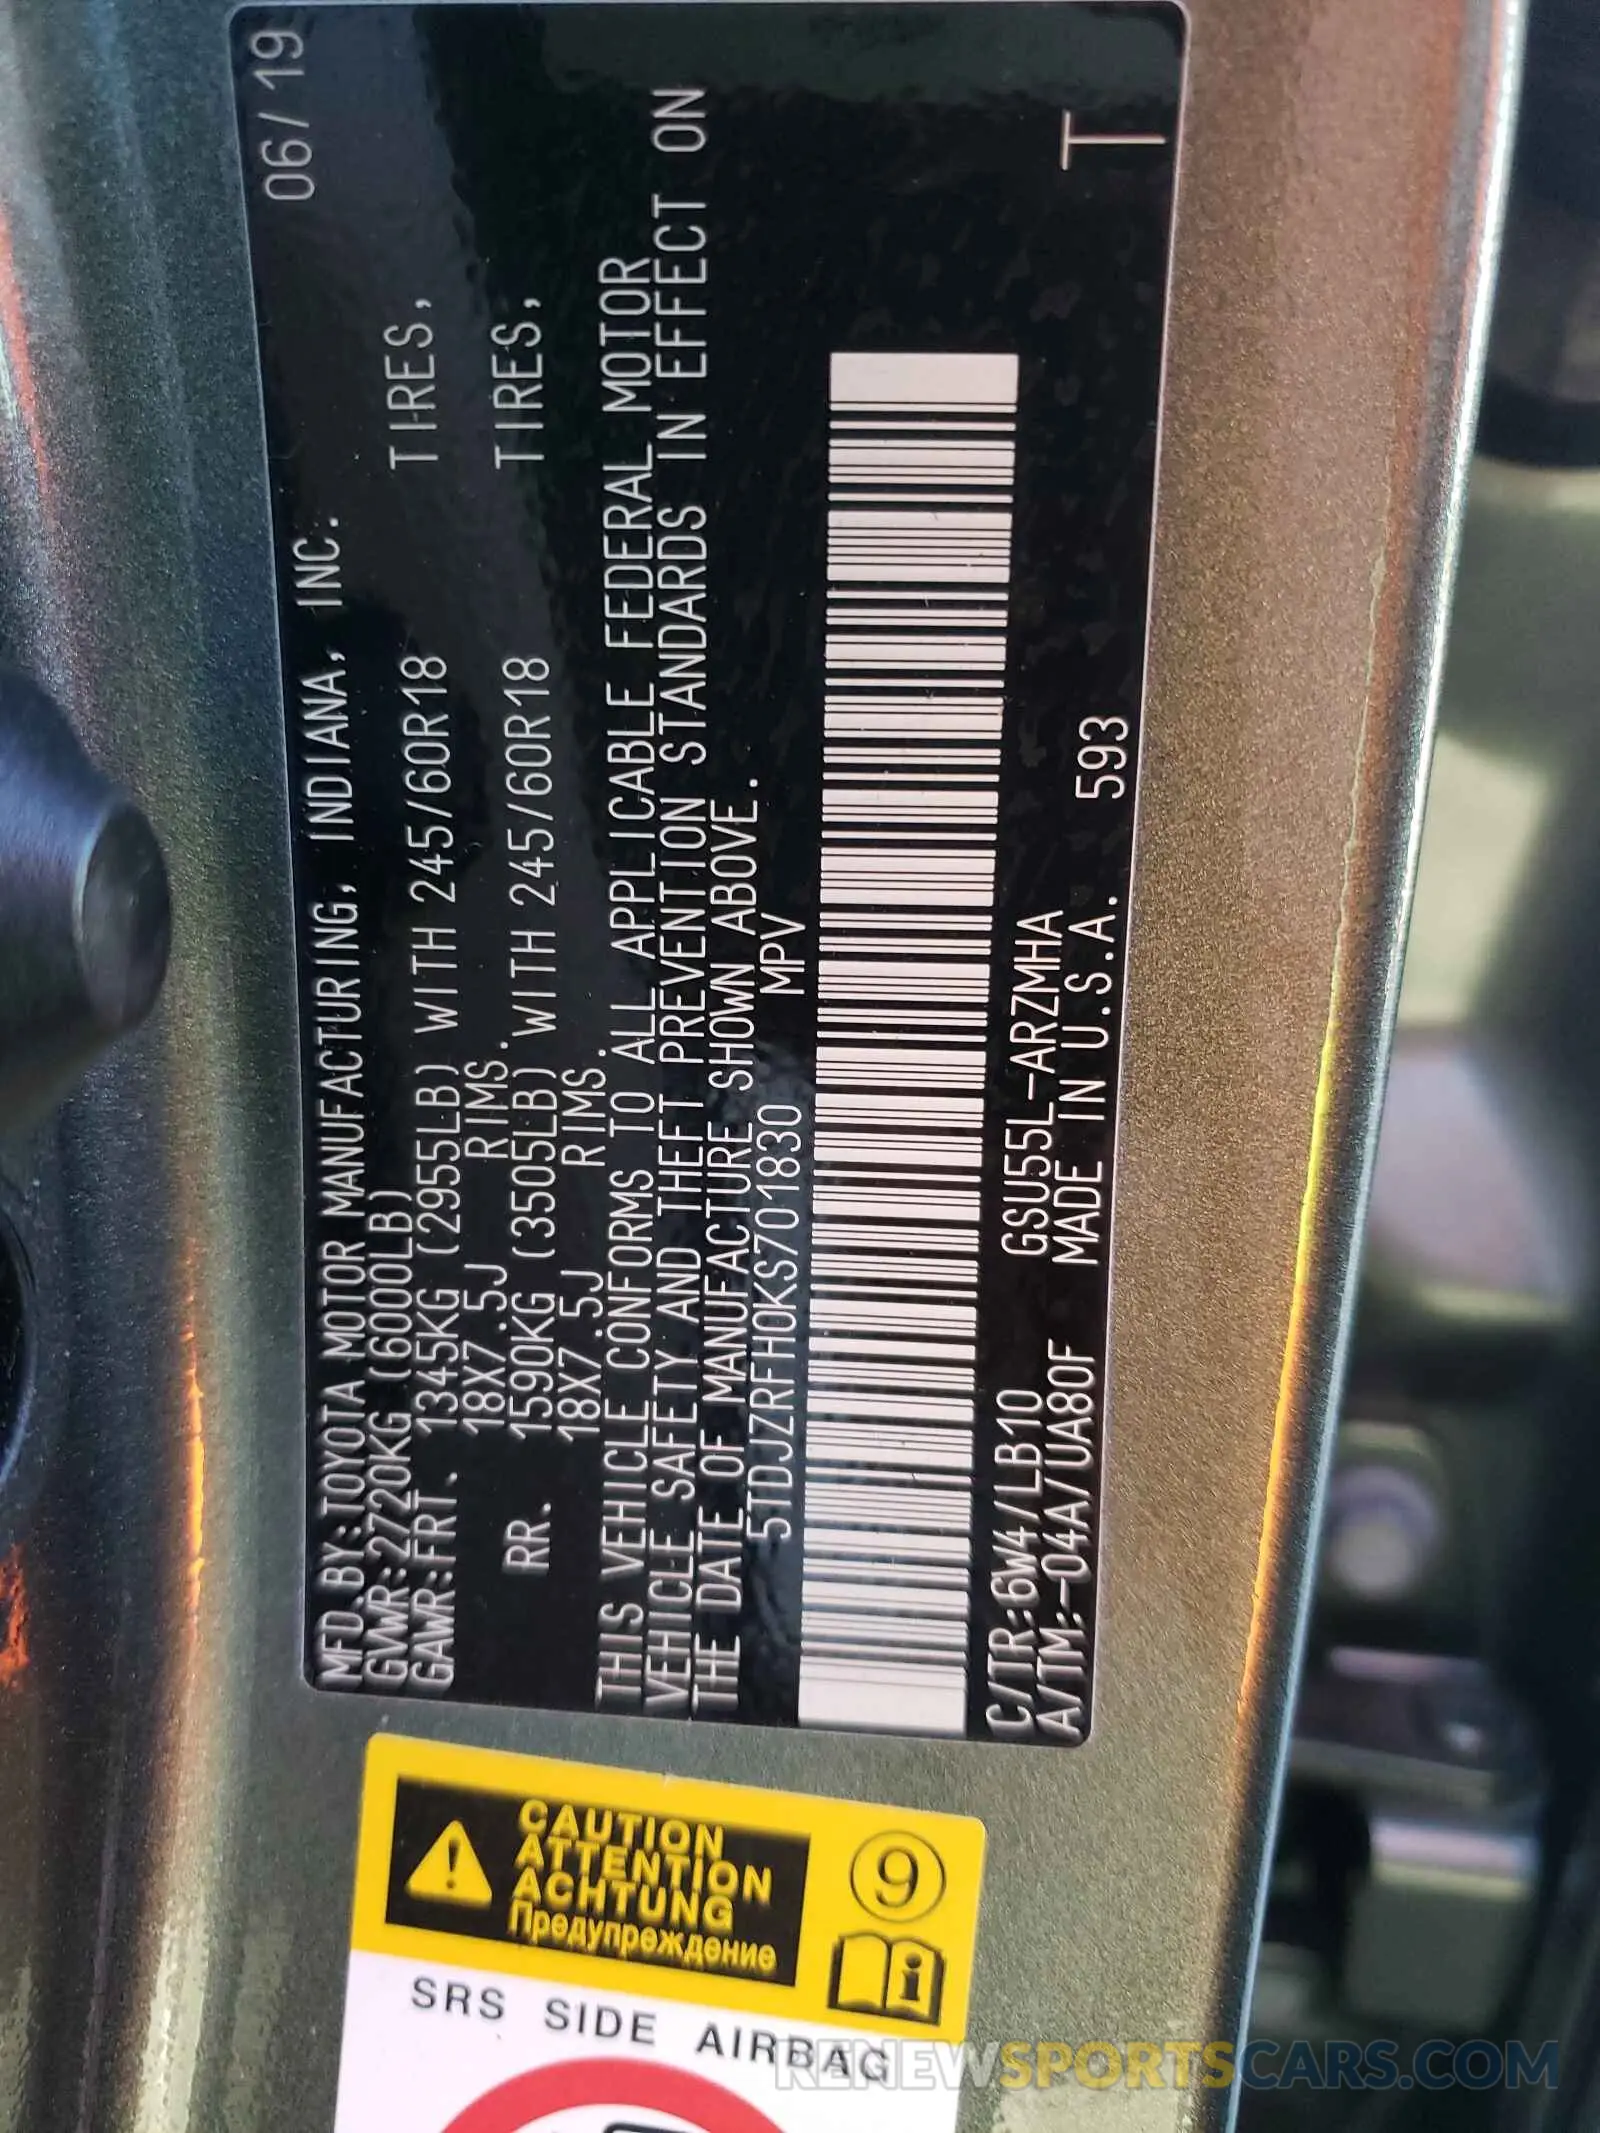 MFD.BY:TOYOTA MOTOR MANUFACTURING, INDIANA, INC. 06/19
GVWR:2720KG (6000LB)
GAWR:FRT. 1345KG (2955LB) WITH 245/60R18 TIRES,
18X7.5J RIMS.
RR. 1590KG (3505LB) WITH 245/60R18 TIRES,
18X7.5J RIMS.
THIS VEHICLE CONFORMS TO ALL APPLICABLE FEDERAL MOTOR
VEHICLE SAFETY AND THEFT PREVENTION STANDARDS IN EFFECT ON
THE DATE OF MANUFACTURE SHOWN ABOVE.
5TDJZRFH0KS701830 MPV
C/TR:6W4/LB10 GSU55L-ARZMHA
A/TM:-04A/UA80F MADE IN U.S.A. 593 T
CAUTION
ATTENTION
ACHTUNG
Предупреждение
9
i
SRS SIDE AIRBAG
RENEWSPORTSCARS.COM